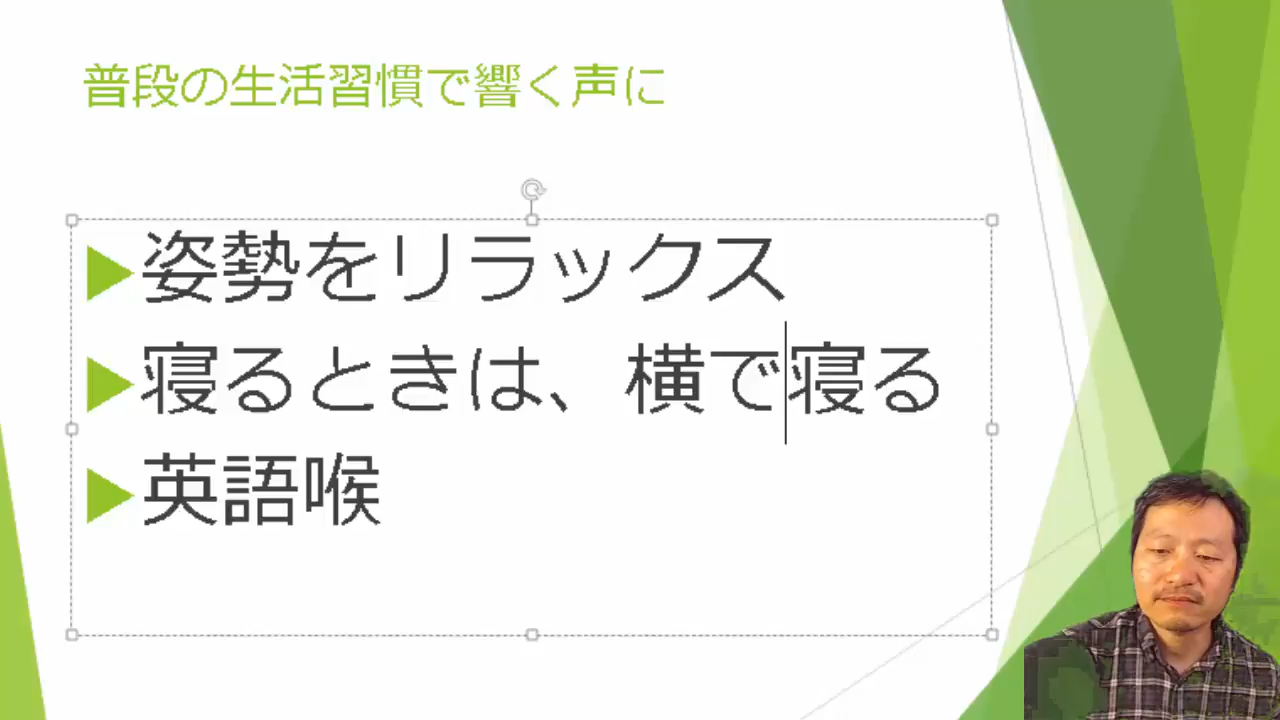 普段の生活習慣で響く声に
姿勢をリラックス
寝るときは、横で寝る
英語喉